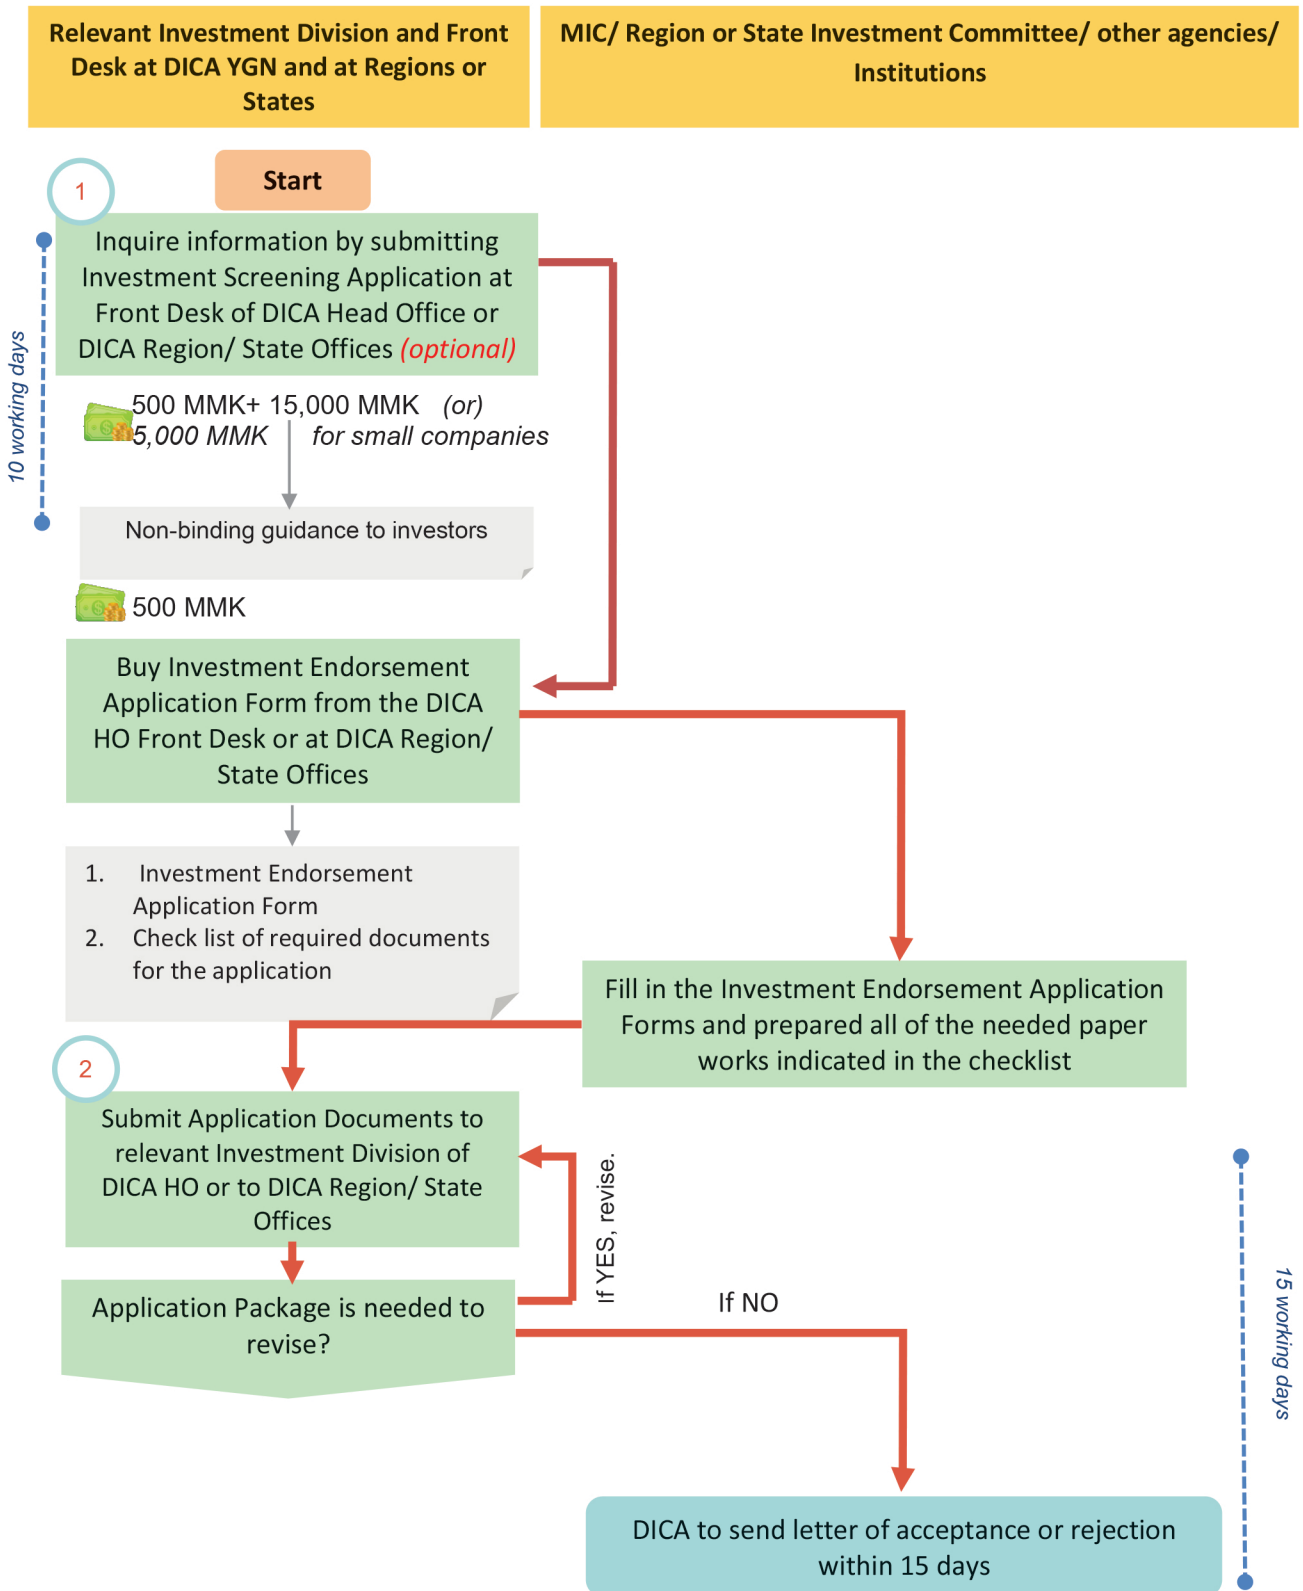 Relevant Investment Division and Front
Desk at DICA YGN and at Regions or
States
MIC/ Region or State Investment Committee/ other agencies/
Institutions
Start
1
Inquire information by submitting
Investment Screening Application at
Front Desk of DICA Head Office or
DICA Region/ State Offices (optional)
10 working days
500 MMK+ 15,000 MMK (or)
5,000 MMK for small companies
Non-binding guidance to investors
500 MMK
Buy Investment Endorsement
Application Form from the DICA
HO Front Desk or at DICA Region/
State Offices
1. Investment Endorsement
Application Form
2. Check list of required documents
for the application
Fill in the Investment Endorsement Application
Forms and prepared all of the needed paper
works indicated in the checklist
2
Submit Application Documents to
relevant Investment Division of
DICA HO or to DICA Region/ State
Offices
If YES, revise.
Application Package is needed to
revise?
If NO
15 working days
DICA to send letter of acceptance or rejection
within 15 days